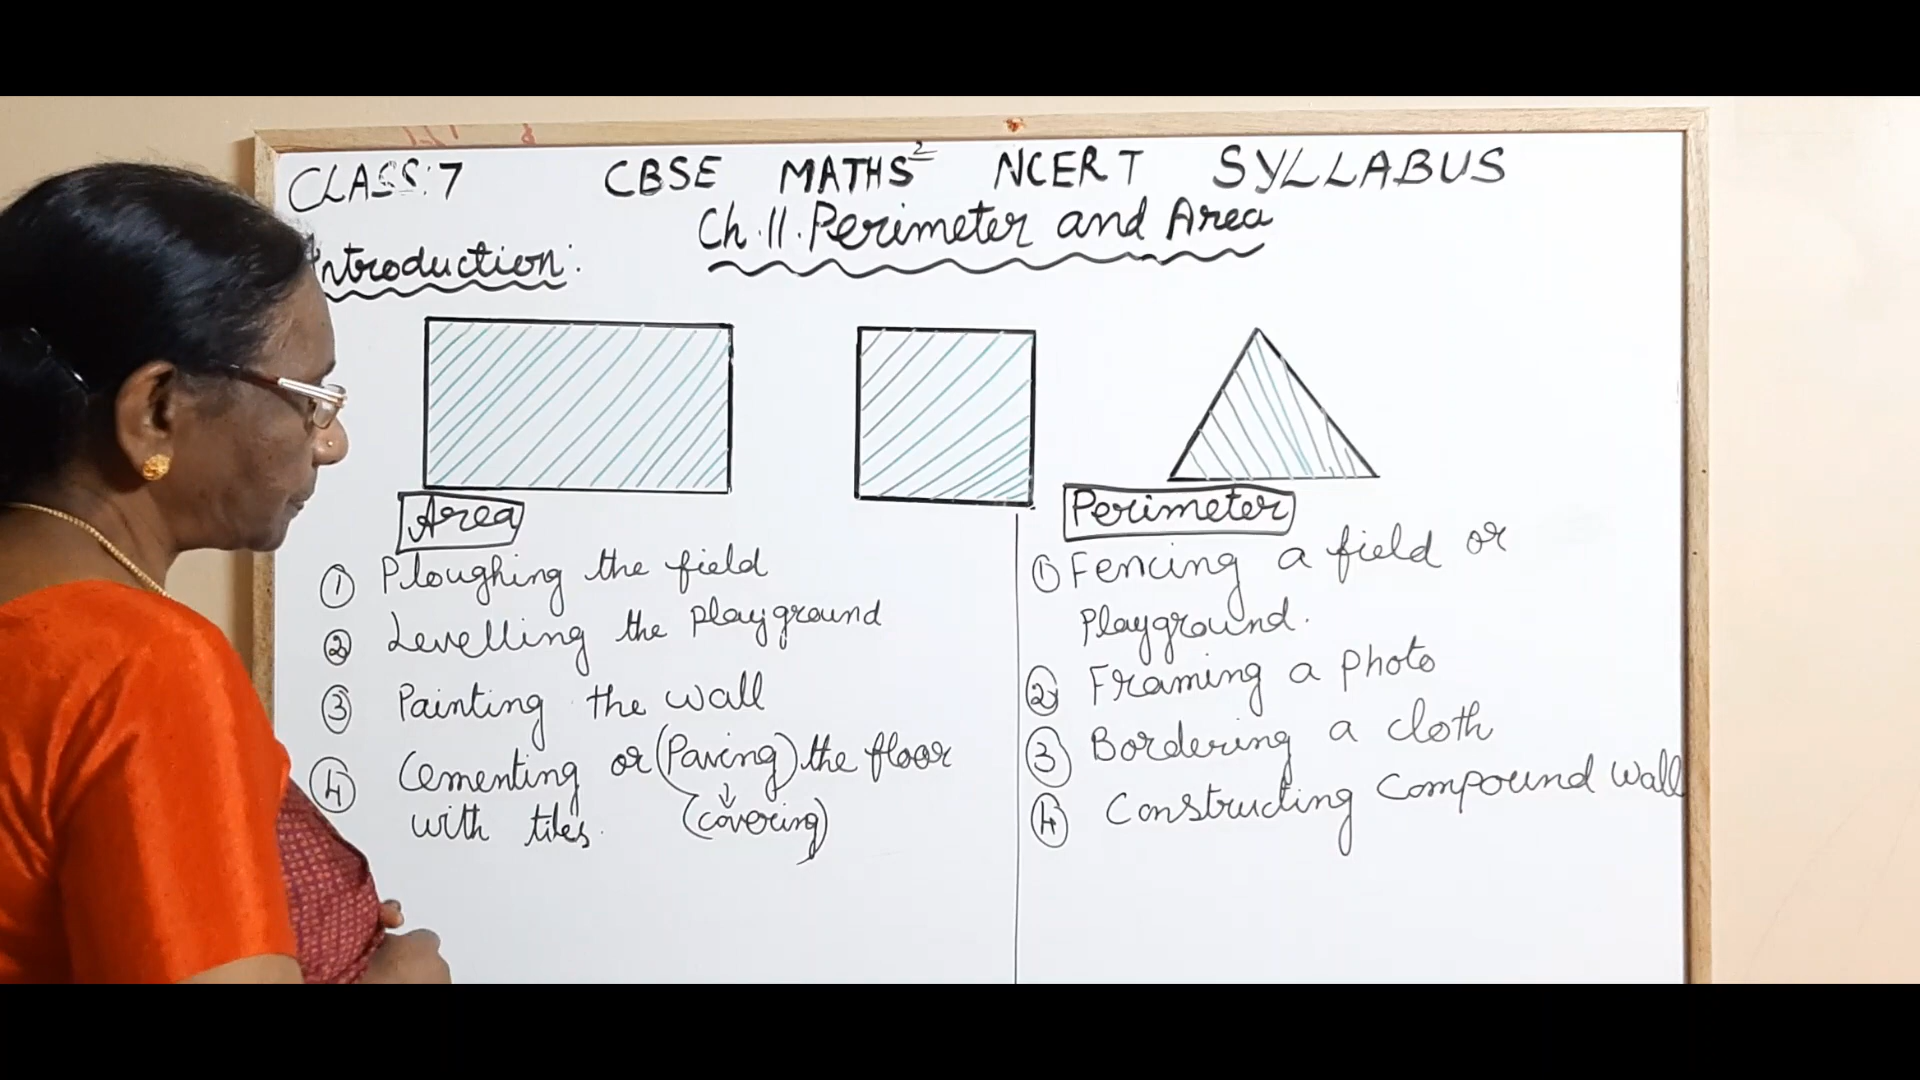 CLASS: 7 CBSE MATHS² NCERT SYLLABUS
Ch.11. Perimeter and Area
Introduction:
Area
① Ploughing the field
② Levelling the playground
③ Painting the wall
④ Cementing or (Paving) the floor
with tiles. (covering)
Perimeter
① Fencing a field or
playground.
② Framing a photo
③ Bordering a cloth
④ Constructing compound wall